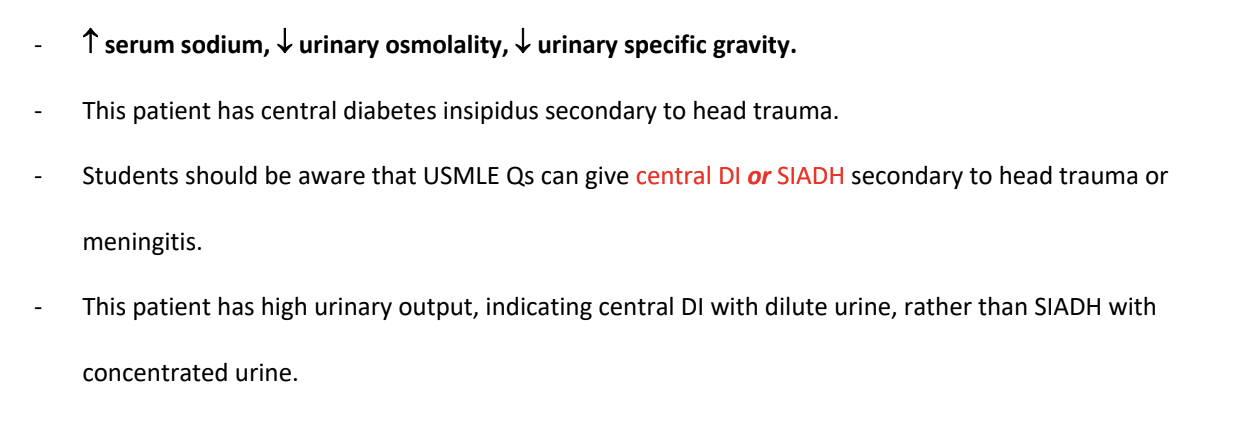 - ↑ serum sodium, ↓ urinary osmolality, ↓ urinary specific gravity.
- This patient has central diabetes insipidus secondary to head trauma.
- Students should be aware that USMLE Qs can give central DI or SIADH secondary to head trauma or
meningitis.
- This patient has high urinary output, indicating central DI with dilute urine, rather than SIADH with
concentrated urine.